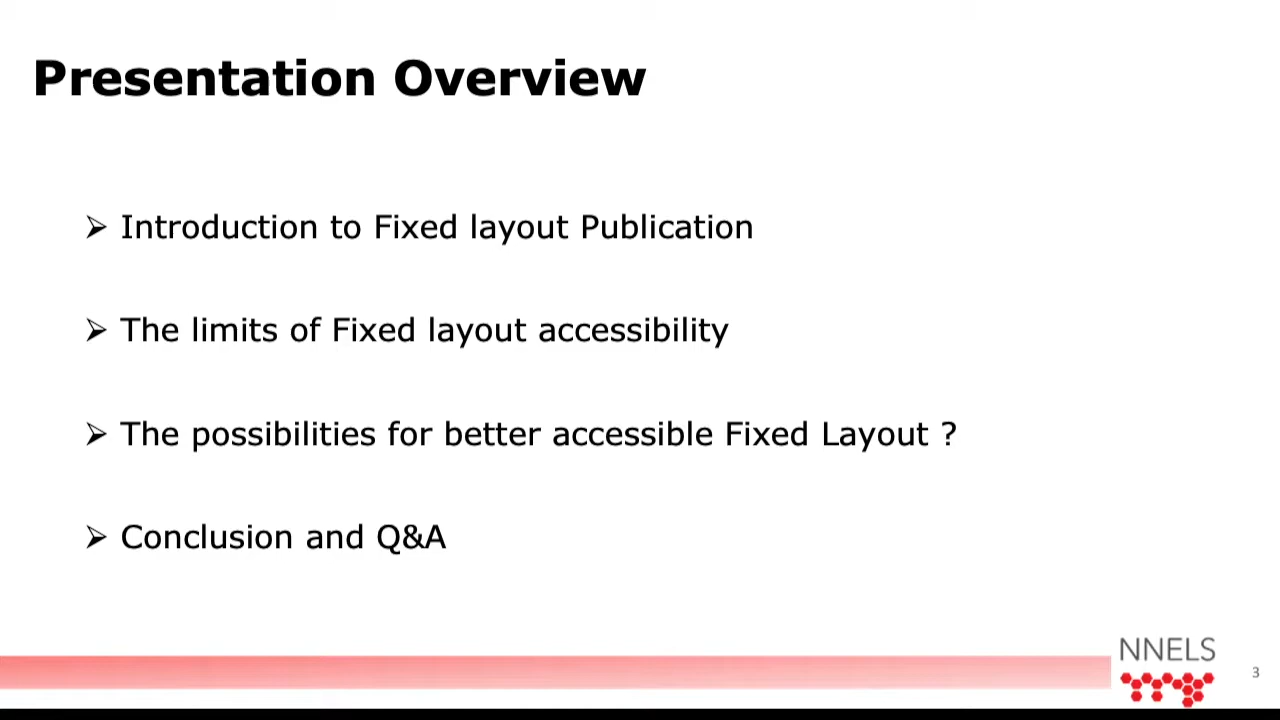 Presentation Overview
➢ Introduction to Fixed layout Publication
➢ The limits of Fixed layout accessibility
➢ The possibilities for better accessible Fixed Layout ?
➢ Conclusion and Q&A
NNELS
3